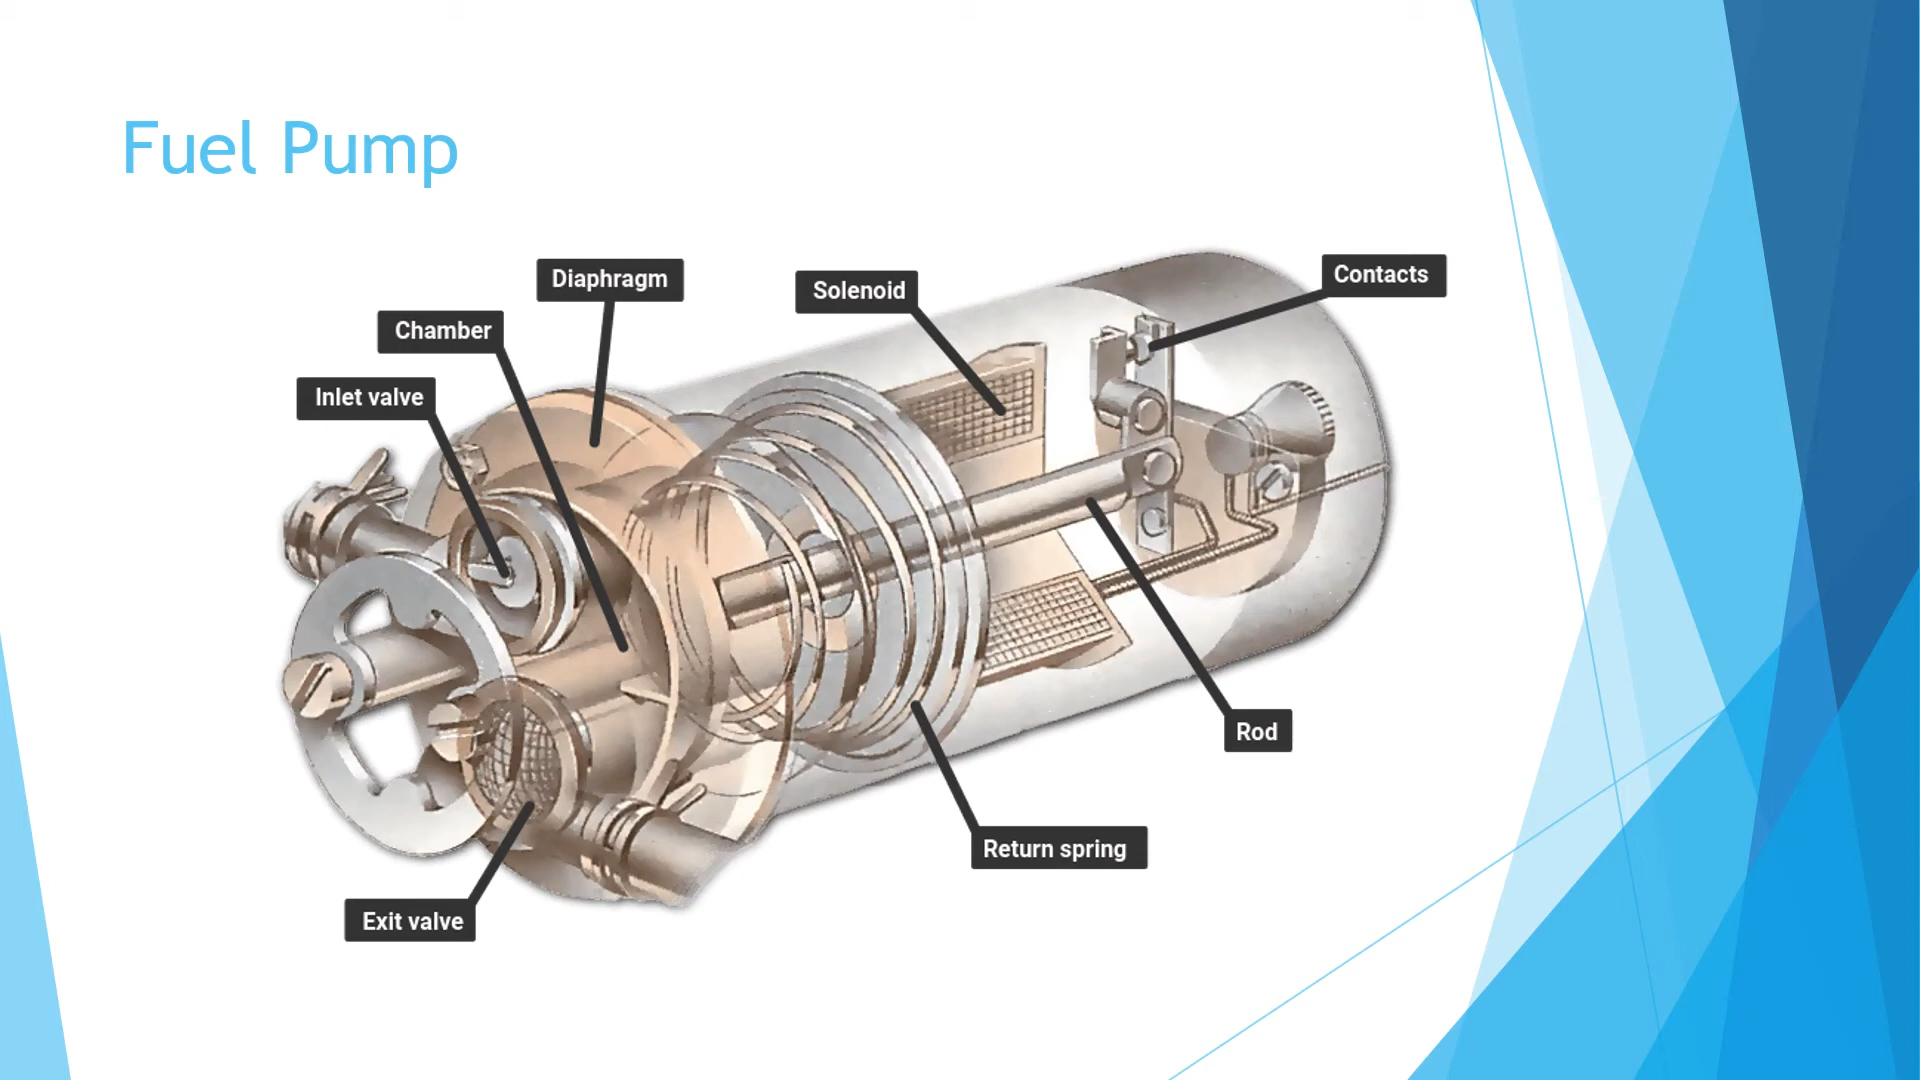 Fuel Pump
Diaphragm
Solenoid
Contacts
Chamber
Inlet valve
Rod
Return spring
Exit valve